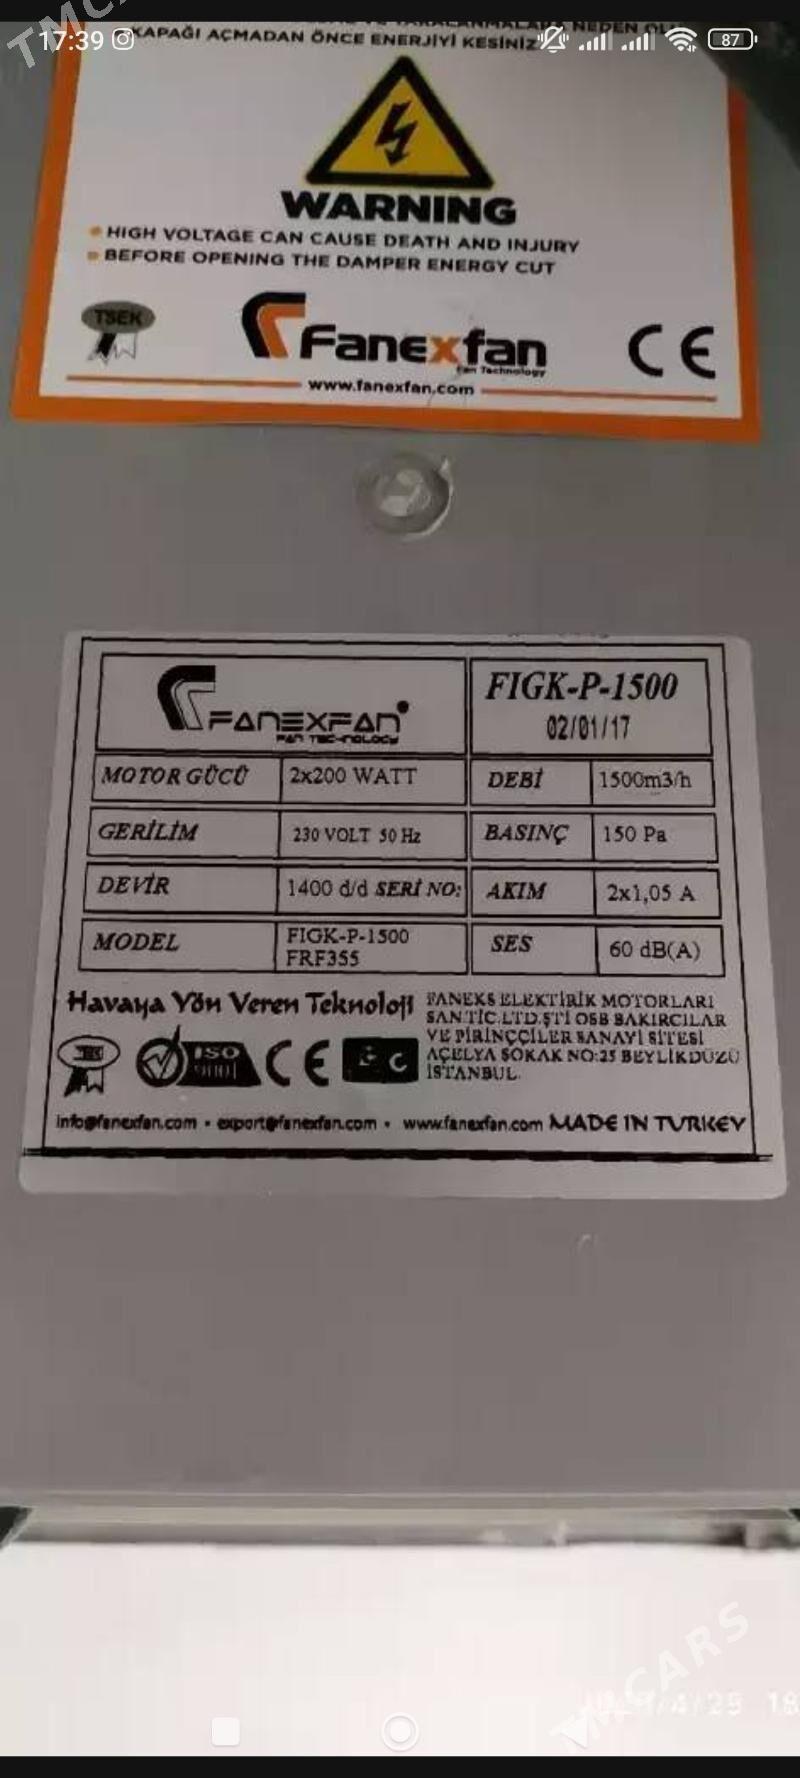 17:39
87
KAPAĞI AÇMADAN ÖNCE ENERJİYİ KESİNİZ
WARNING
HIGH VOLTAGE CAN CAUSE DEATH AND INJURY
BEFORE OPENING THE DAMPER ENERGY CUT
TSEK
Fanexfan
Fan Technology
CE
www.fanexfan.com
FANEXFAN
FAN TECHNOLOGY
FIGK-P-1500
02/01/17
MOTOR GÜCÜ 2x200 WATT DEBİ 1500m3/h
GERİLİM 230 VOLT 50 Hz BASINÇ 150 Pa
DEVİR 1400 d/d SERİ NO: AKIM 2x1,05 A
MODEL FIGK-P-1500 FRF355 SES 60 dB(A)
Havaya Yön Veren Teknoloji
FANEKS ELEKTİRİK MOTORLARI
SAN.TİC.LTD.ŞTİ OSB BAKIRCILAR
VE PİRİNÇÇİLER SANAYİ SİTESİ
AÇELYA SOKAK NO:25 BEYLİKDÜZÜ
İSTANBUL.
ISO
9001
CE
info@fanexfan.com • export@fanexfan.com • www.fanexfan.com MADE IN TURKEY
TMCARS